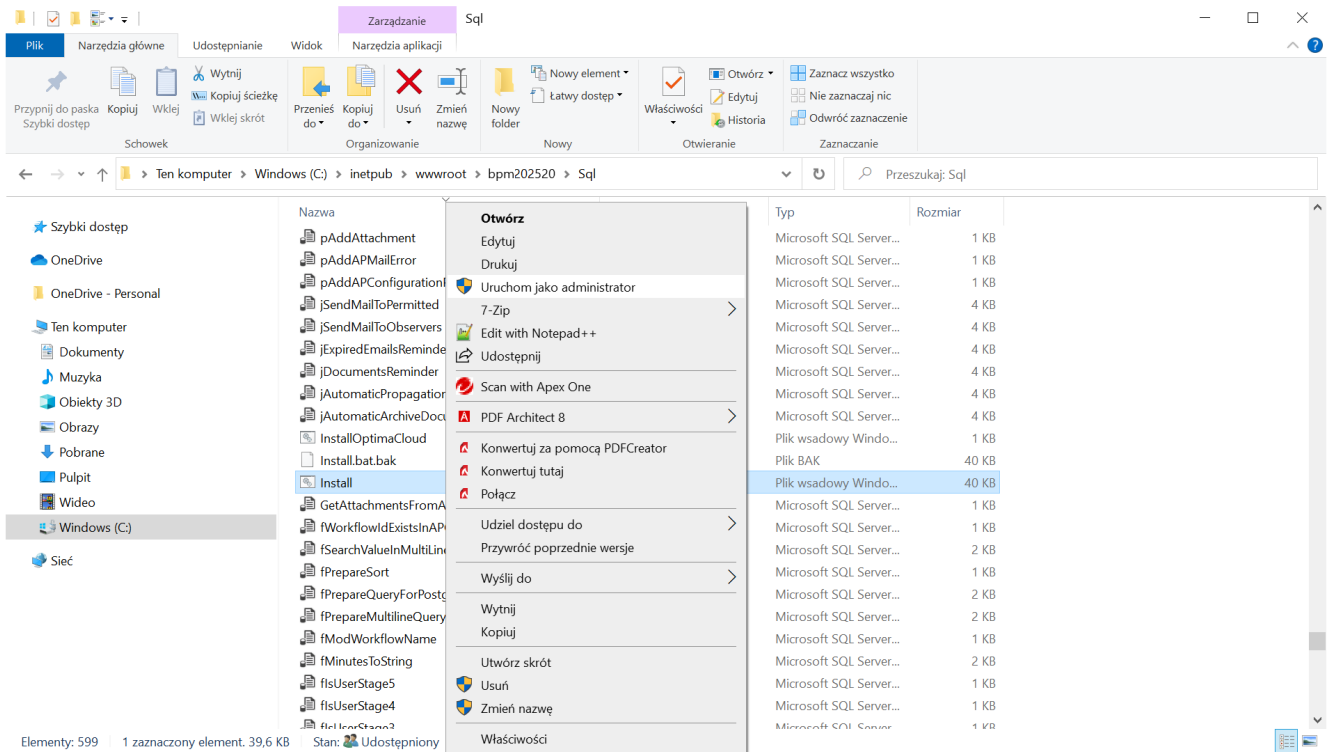 Zarządzanie
Sql
Plik
Narzędzia główne
Udostępnianie
Widok
Narzędzia aplikacji
Przypnij do paska
Szybki dostęp
Kopiuj
Wklej
Wytnij
Kopiuj ścieżkę
Wklej skrót
Przenieś
do
Kopiuj
do
Usuń
Zmień
nazwę
Nowy
folder
Nowy element
Łatwy dostęp
Właściwości
Otwórz
Edytuj
Historia
Zaznacz wszystko
Nie zaznaczaj nic
Odwróć zaznaczenie
Schowek
Organizowanie
Nowy
Otwieranie
Zaznaczanie
Ten komputer > Windows (C:) > inetpub > wwwroot > bpm202520 > Sql
Przeszukaj: Sql
Szybki dostęp
OneDrive
OneDrive - Personal
Ten komputer
Dokumenty
Muzyka
Obiekty 3D
Obrazy
Pobrane
Pulpit
Wideo
Windows (C:)
Sieć
Nazwa
Typ
Rozmiar
pAddAttachment
Microsoft SQL Server... 1 KB
pAddAPMailError
Microsoft SQL Server... 1 KB
pAddAPConfiguration
Microsoft SQL Server... 1 KB
jSendMailToPermitted
Microsoft SQL Server... 4 KB
jSendMailToObservers
Microsoft SQL Server... 4 KB
jExpiredEmailsReminde
Microsoft SQL Server... 4 KB
jDocumentsReminder
Microsoft SQL Server... 4 KB
jAutomaticPropagation
Microsoft SQL Server... 4 KB
jAutomaticArchiveDocu
Microsoft SQL Server... 4 KB
InstallOptimaCloud
Plik wsadowy Windo... 1 KB
Install.bat.bak
Plik BAK 40 KB
Install
Plik wsadowy Windo... 40 KB
GetAttachmentsFromA
Microsoft SQL Server... 1 KB
fWorkflowIdExistsInAP
Microsoft SQL Server... 1 KB
fSearchValueInMultiLine
Microsoft SQL Server... 2 KB
fPrepareSort
Microsoft SQL Server... 1 KB
fPrepareQueryForPostg
Microsoft SQL Server... 2 KB
fPrepareMultilineQuery
Microsoft SQL Server... 2 KB
fModWorkflowName
Microsoft SQL Server... 1 KB
fMinutesToString
Microsoft SQL Server... 2 KB
fIsUserStage5
Microsoft SQL Server... 1 KB
fIsUserStage4
Microsoft SQL Server... 1 KB
fIsUserStage3
Microsoft SQL Server... 1 KB
Otwórz
Edytuj
Drukuj
Uruchom jako administrator
7-Zip
Edit with Notepad++
Udostępnij
Scan with Apex One
PDF Architect 8
Konwertuj za pomocą PDFCreator
Konwertuj tutaj
Połącz
Udziel dostępu do
Przywróć poprzednie wersje
Wyślij do
Wytnij
Kopiuj
Utwórz skrót
Usuń
Zmień nazwę
Właściwości
Elementy: 599
1 zaznaczony element. 39,6 KB
Stan: Udostępniony